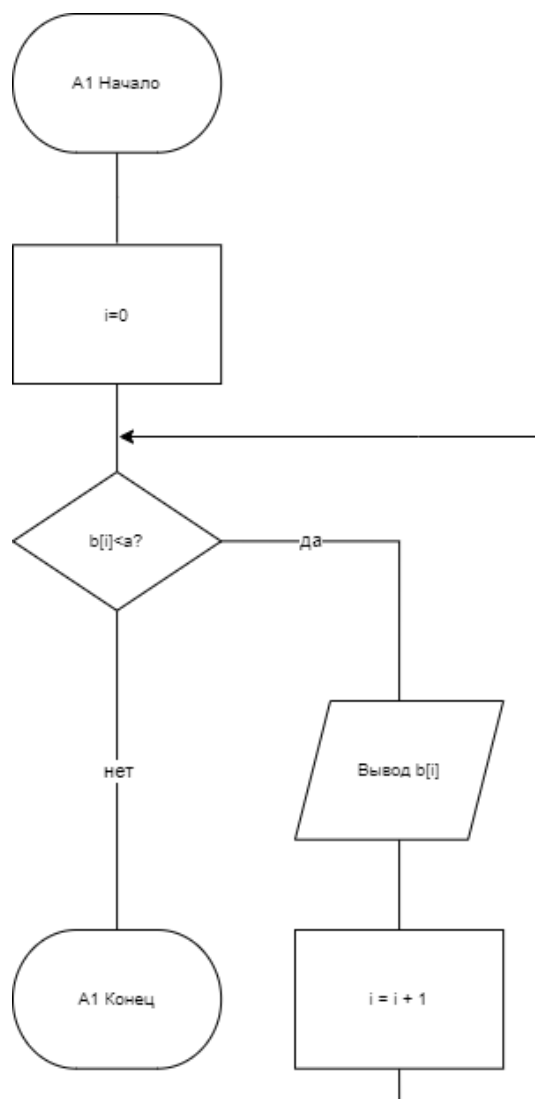 А1 Начало
i=0
b[i]<a?
да
нет
Вывод b[i]
А1 Конец
i = i + 1